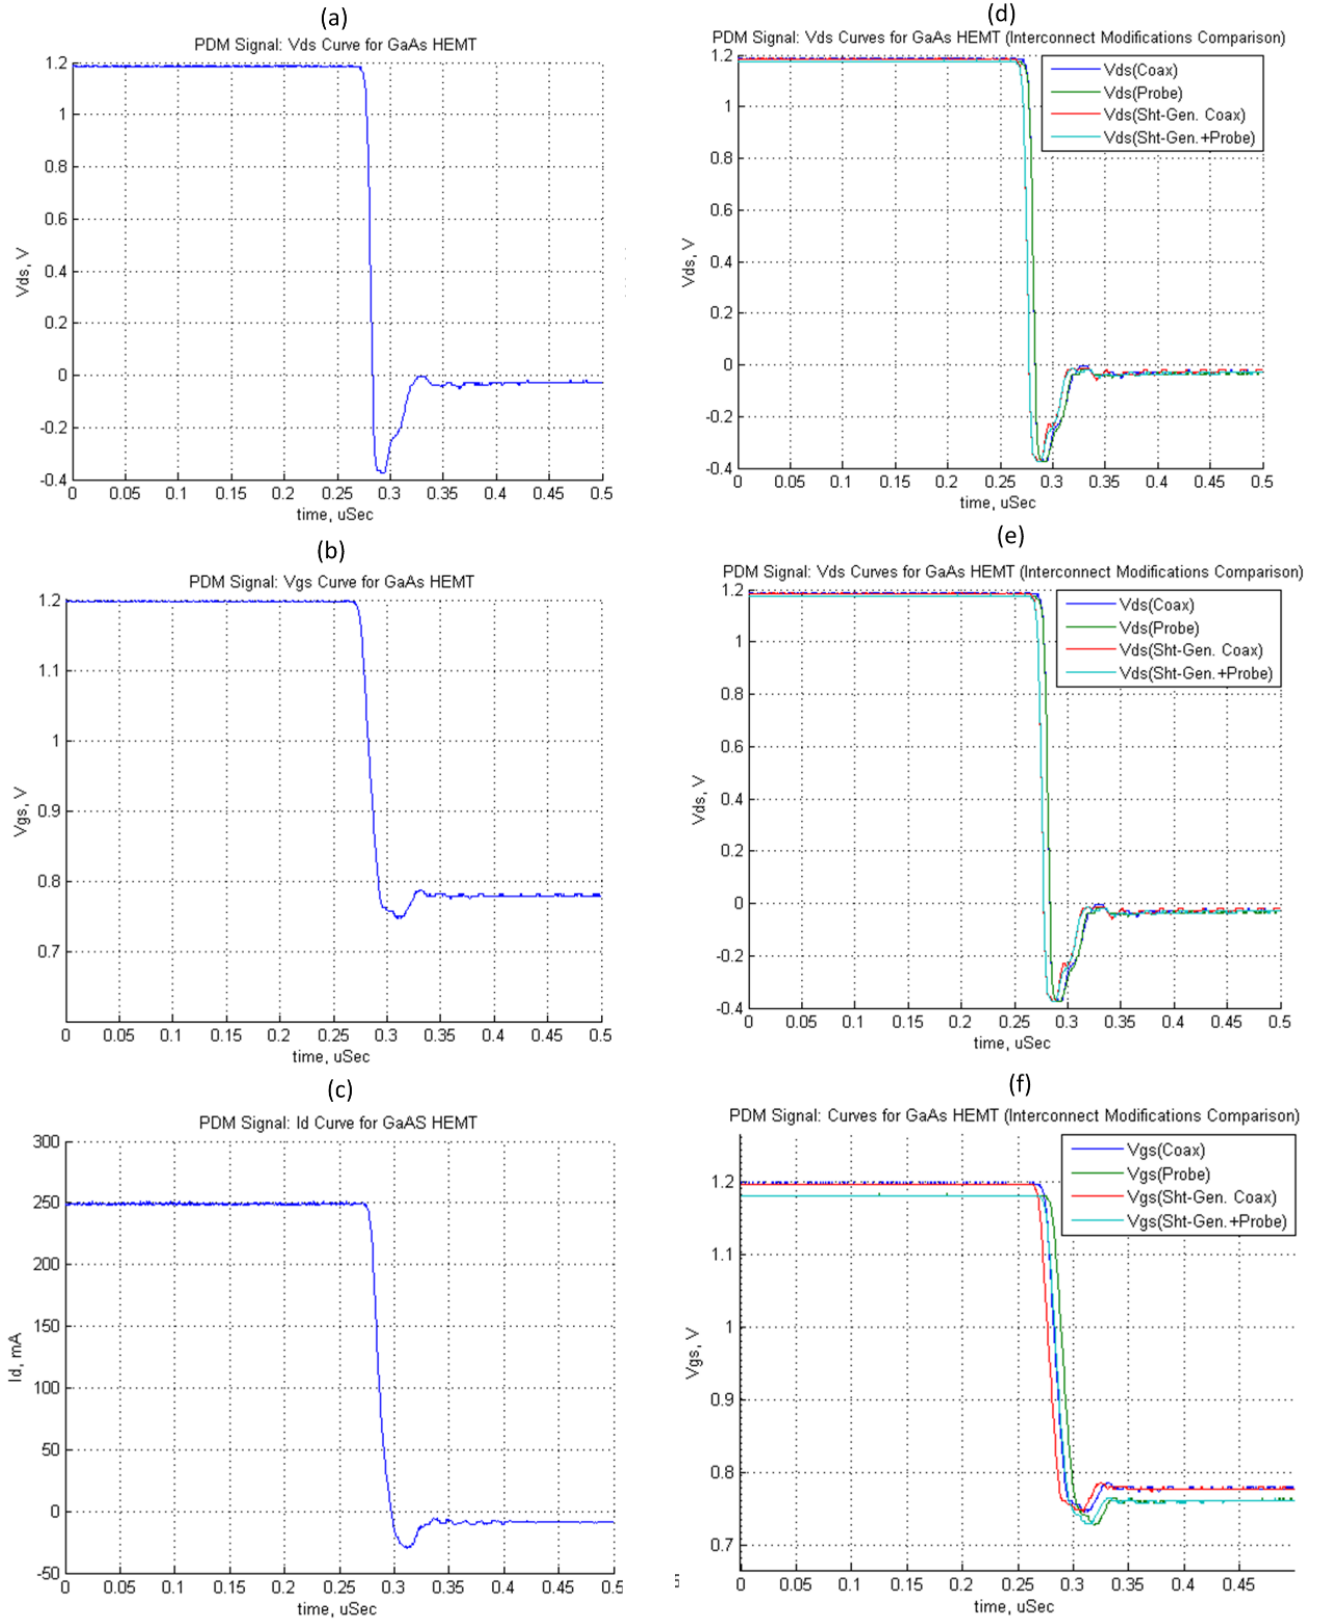 (a)
PDM Signal: Vds Curve for GaAs HEMT
1.2
1
0.8
0.6
0.4
0.2
0
-0.2
-0.4
Vds, V
0 0.05 0.1 0.15 0.2 0.25 0.3 0.35 0.4 0.45 0.5
time, uSec
(b)
PDM Signal: Vgs Curve for GaAs HEMT
1.2
1.1
1
0.9
0.8
0.7
Vgs, V
0 0.05 0.1 0.15 0.2 0.25 0.3 0.35 0.4 0.45 0.5
time, uSec
(c)
PDM Signal: Id Curve for GaAS HEMT
300
250
200
150
100
50
0
-50
Id, mA
0 0.05 0.1 0.15 0.2 0.25 0.3 0.35 0.4 0.45 0.5
time, uSec
(d)
PDM Signal: Vds Curves for GaAs HEMT (Interconnect Modifications Comparison)
Vds(Coax)
Vds(Probe)
Vds(Sht-Gen. Coax)
Vds(Sht-Gen.+Probe)
1.2
1
0.8
0.6
0.4
0.2
0
-0.2
-0.4
Vds, V
0 0.05 0.1 0.15 0.2 0.25 0.3 0.35 0.4 0.45 0.5
time, uSec
(e)
PDM Signal: Vds Curves for GaAs HEMT (Interconnect Modifications Comparison)
Vds(Coax)
Vds(Probe)
Vds(Sht-Gen. Coax)
Vds(Sht-Gen.+Probe)
1.2
1
0.8
0.6
0.4
0.2
0
-0.2
-0.4
Vds, V
0 0.05 0.1 0.15 0.2 0.25 0.3 0.35 0.4 0.45 0.5
time, uSec
(f)
PDM Signal: Curves for GaAs HEMT (Interconnect Modifications Comparison)
Vgs(Coax)
Vgs(Probe)
Vgs(Sht-Gen. Coax)
Vgs(Sht-Gen.+Probe)
1.2
1.1
1
0.9
0.8
0.7
Vgs, V
0 0.05 0.1 0.15 0.2 0.25 0.3 0.35 0.4 0.45
time, uSec